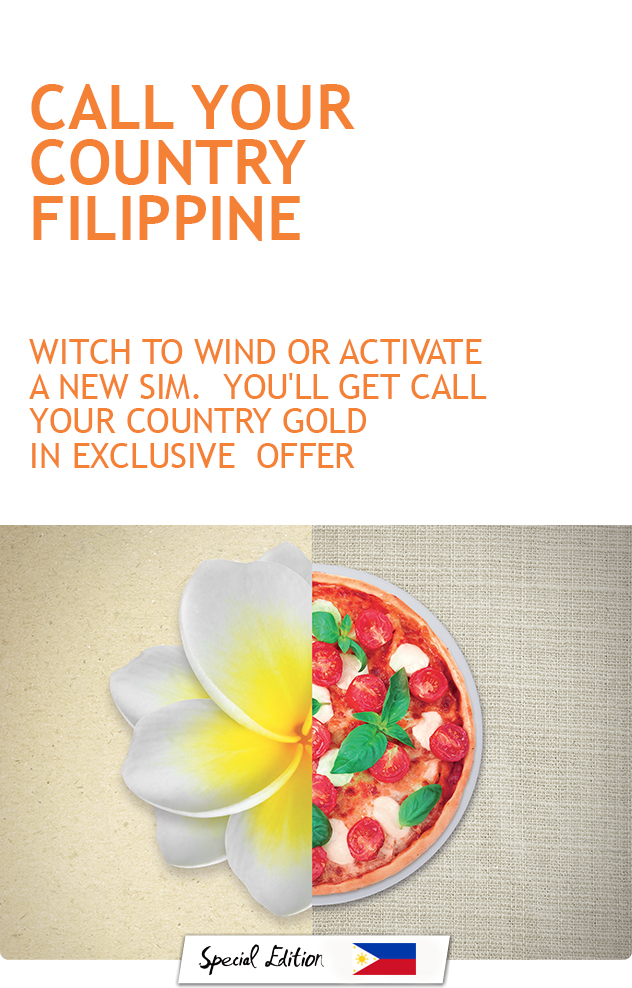 CALL YOUR
COUNTRY
FILIPPINE
WITCH TO WIND OR ACTIVATE
A NEW SIM.  YOU'LL GET CALL
YOUR COUNTRY GOLD
IN EXCLUSIVE  OFFER
Special Edition